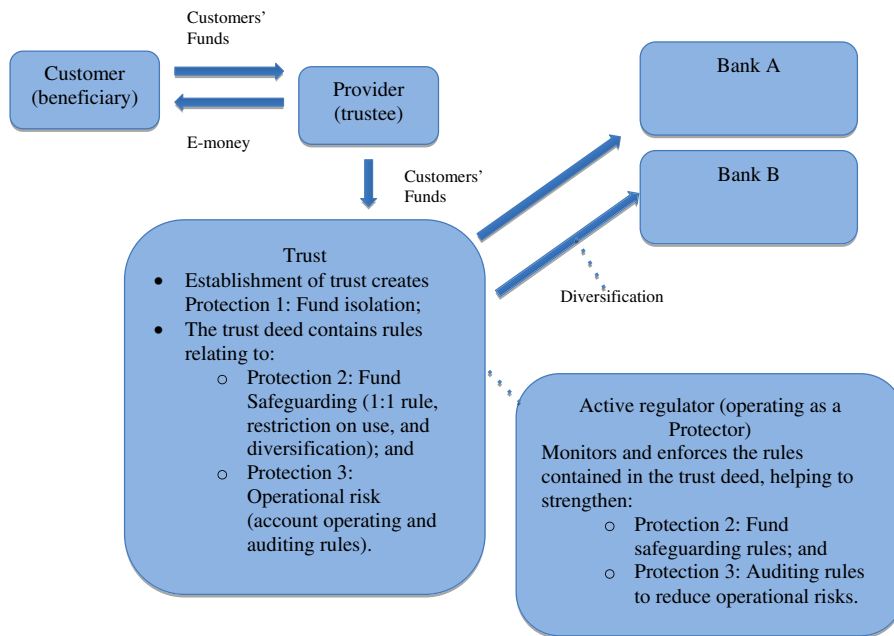 Customers'
Funds
Customer
(beneficiary)
Provider
(trustee)
E-money
Customers'
Funds
Bank A
Bank B
Diversification
Trust
• Establishment of trust creates
Protection 1: Fund isolation;
• The trust deed contains rules
relating to:
o Protection 2: Fund
Safeguarding (1:1 rule,
restriction on use, and
diversification); and
o Protection 3:
Operational risk
(account operating and
auditing rules).
Active regulator (operating as a
Protector)
Monitors and enforces the rules
contained in the trust deed, helping to
strengthen:
o Protection 2: Fund
safeguarding rules; and
o Protection 3: Auditing rules
to reduce operational risks.